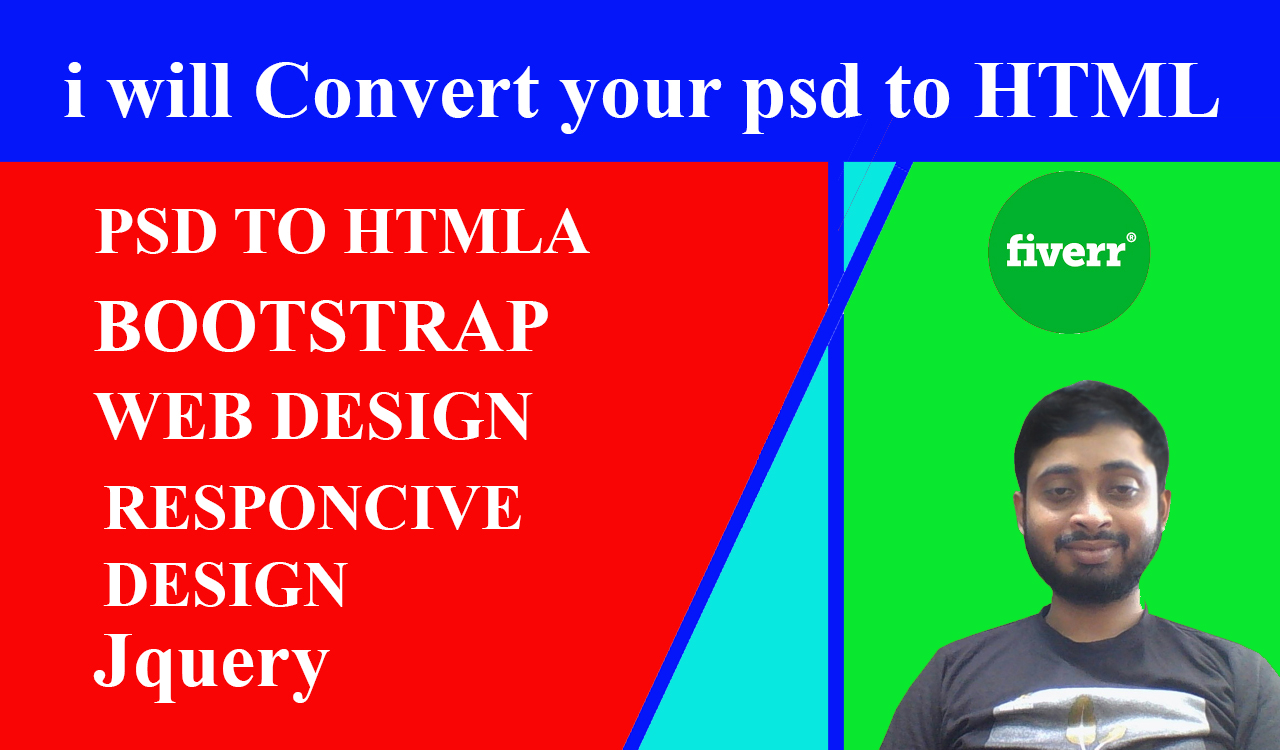 i will Convert your psd to HTML
PSD TO HTMLA
BOOTSTRAP
WEB DESIGN
RESPONCIVE
DESIGN
Jquery
fiverr®